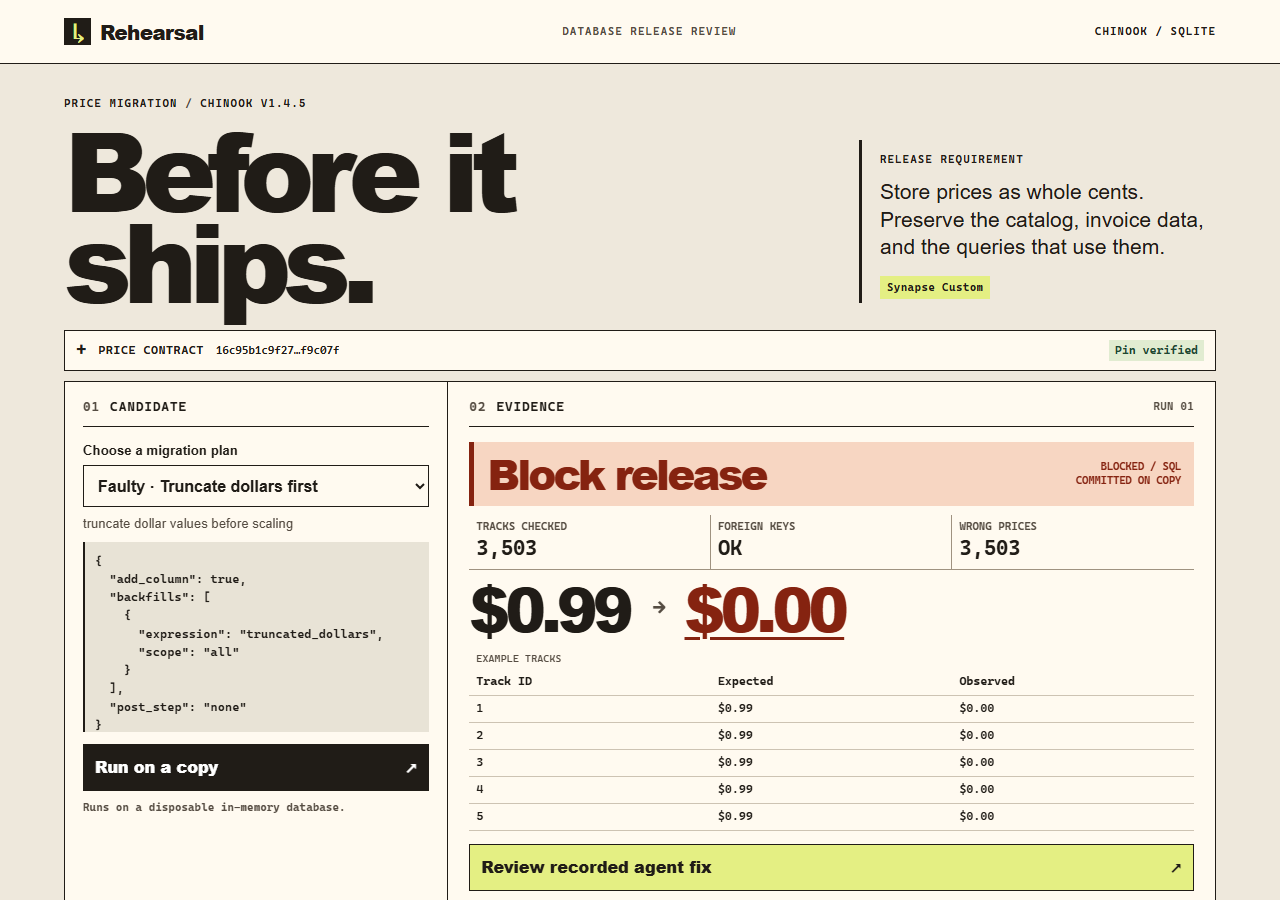 Rehearsal
DATABASE RELEASE REVIEW
CHINOOK / SQLITE
PRICE MIGRATION / CHINOOK V1.4.5
Before it
ships.
RELEASE REQUIREMENT
Store prices as whole cents.
Preserve the catalog, invoice data,
and the queries that use them.
Synapse Custom
+ PRICE CONTRACT 16c95b1c9f27…f9c07f
Pin verified
01 CANDIDATE
Choose a migration plan
Faulty · Truncate dollars first
truncate dollar values before scaling
{
"add_column": true,
"backfills": [
{
"expression": "truncated_dollars",
"scope": "all"
}
],
"post_step": "none"
}
Run on a copy ↗
Runs on a disposable in-memory database.
02 EVIDENCE
RUN 01
Block release
BLOCKED / SQL
COMMITTED ON COPY
TRACKS CHECKED
3,503
FOREIGN KEYS
OK
WRONG PRICES
3,503
$0.99 → $0.00
EXAMPLE TRACKS
Track ID Expected Observed
1 $0.99 $0.00
2 $0.99 $0.00
3 $0.99 $0.00
4 $0.99 $0.00
5 $0.99 $0.00
Review recorded agent fix ↗